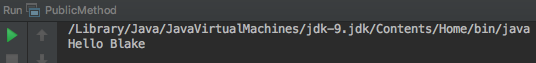 Run PublicMethod
/Library/Java/JavaVirtualMachines/jdk-9.jdk/Contents/Home/bin/java
Hello Blake